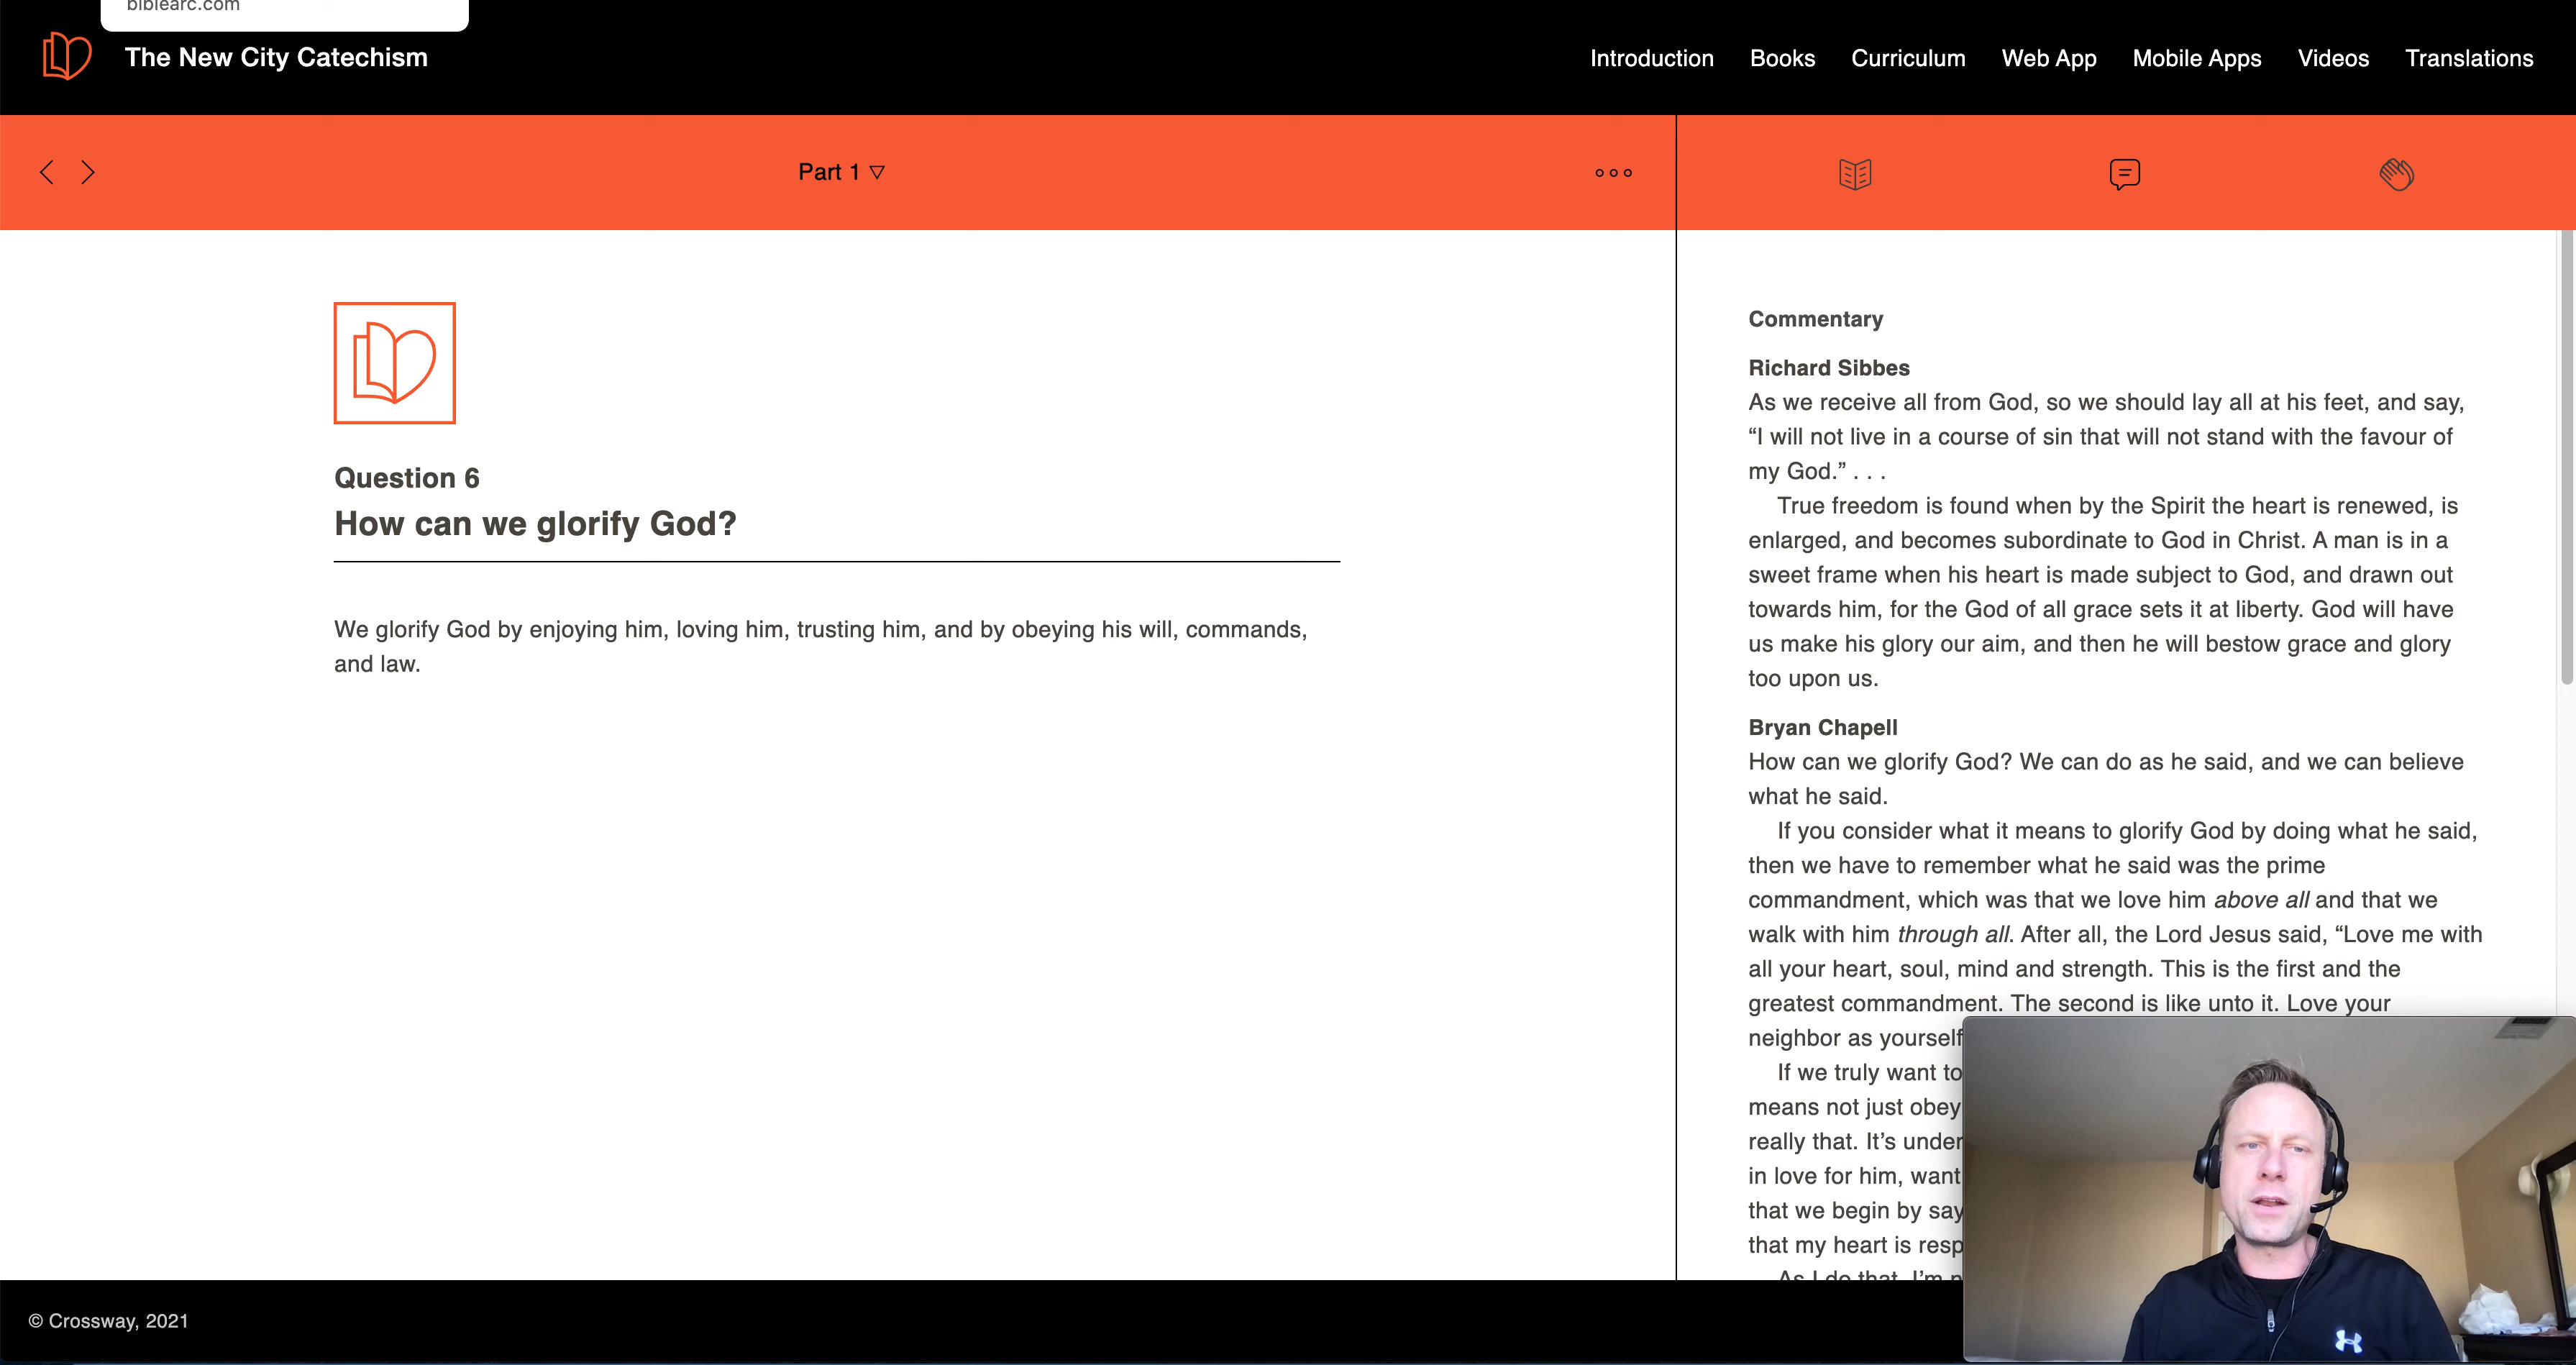 biblearc.com
The New City Catechism
Introduction
Books
Curriculum
Web App
Mobile Apps
Videos
Translations
Part 1
Question 6
How can we glorify God?
We glorify God by enjoying him, loving him, trusting him, and by obeying his will, commands,
and law.
Commentary
Richard Sibbes
As we receive all from God, so we should lay all at his feet, and say,
“I will not live in a course of sin that will not stand with the favour of
my God.” . . .
True freedom is found when by the Spirit the heart is renewed, is
enlarged, and becomes subordinate to God in Christ. A man is in a
sweet frame when his heart is made subject to God, and drawn out
towards him, for the God of all grace sets it at liberty. God will have
us make his glory our aim, and then he will bestow grace and glory
too upon us.
Bryan Chapell
How can we glorify God? We can do as he said, and we can believe
what he said.
If you consider what it means to glorify God by doing what he said,
then we have to remember what he said was the prime
commandment, which was that we love him above all and that we
walk with him through all. After all, the Lord Jesus said, “Love me with
all your heart, soul, mind and strength. This is the first and the
greatest commandment. The second is like unto it. Love your
neighbor as yourself
If we truly want to
means not just obey
really that. It’s under
in love for him, want
that we begin by say
that my heart is resp
As I do that, I’m
© Crossway, 2021